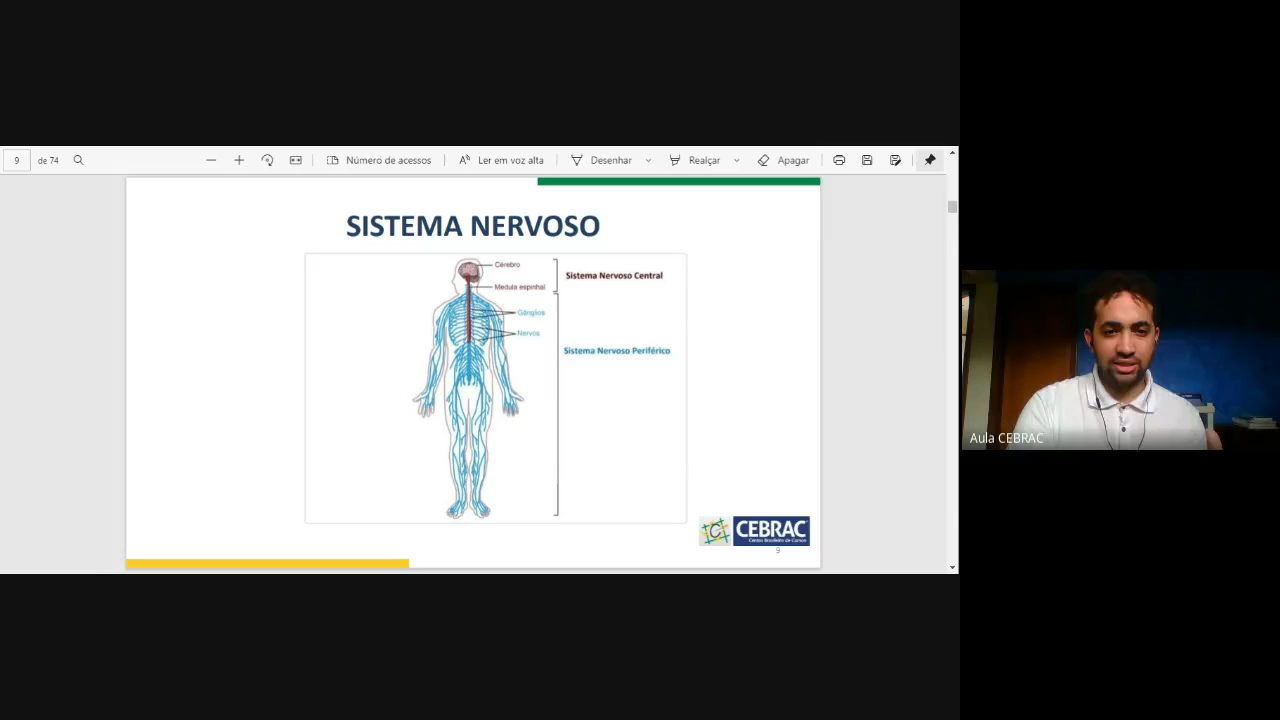 9 de 74
Número de acessos
Ler em voz alta
Desenhar
Realçar
Apagar
SISTEMA NERVOSO
Cérebro
Sistema Nervoso Central
Medula espinhal
Gânglios
Nervos
Sistema Nervoso Periférico
C CEBRAC
Centro Brasileiro de Cursos
9
Aula CEBRAC